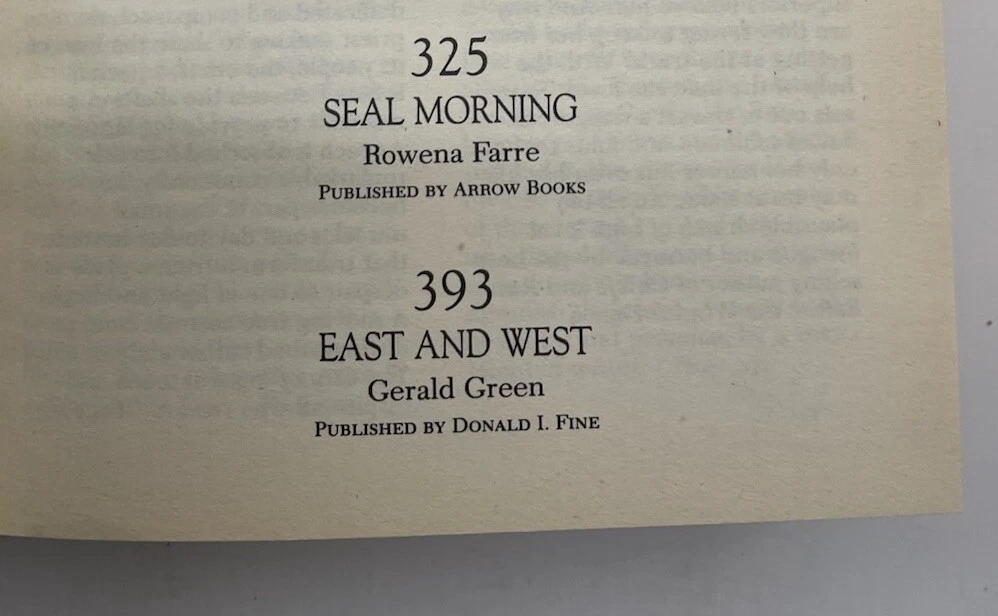 325
SEAL MORNING
Rowena Farre
PUBLISHED BY ARROW BOOKS
393
EAST AND WEST
Gerald Green
PUBLISHED BY DONALD I. FINE